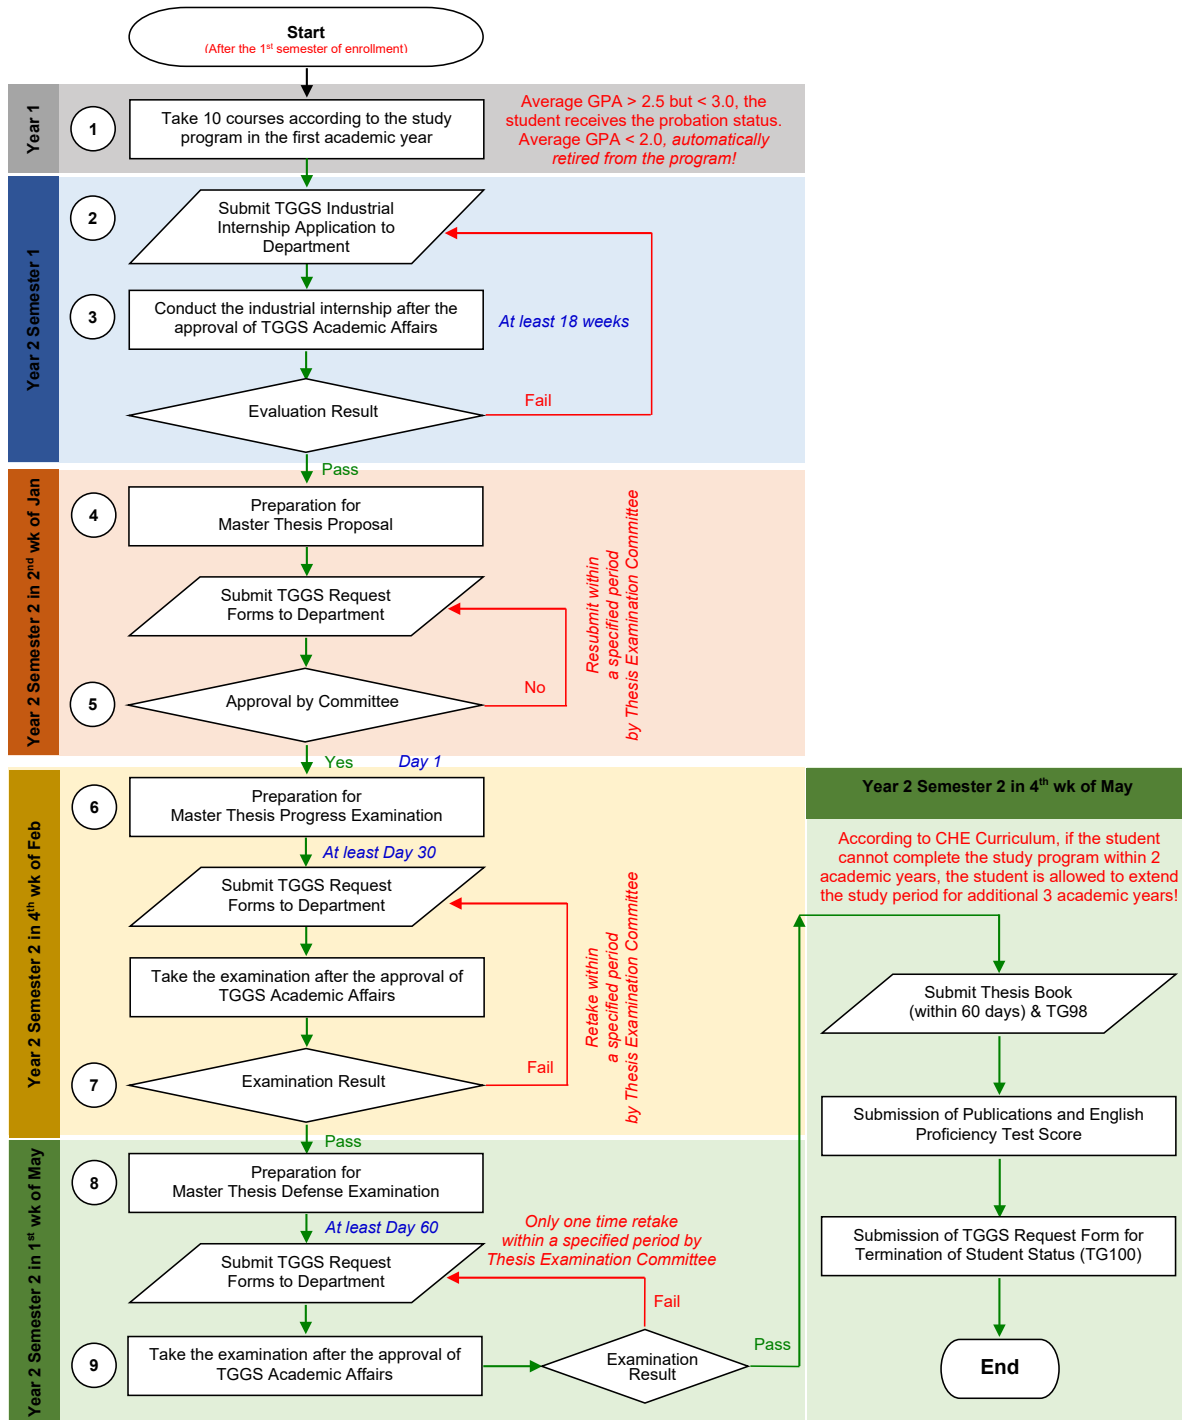 Start
(After the 1st semester of enrollment)
Year 1
1
Take 10 courses according to the study
program in the first academic year
Average GPA > 2.5 but < 3.0, the
student receives the probation status.
Average GPA < 2.0, automatically
retired from the program!
Year 2 Semester 1
2
Submit TGGS Industrial
Internship Application to
Department
3
Conduct the industrial internship after the
approval of TGGS Academic Affairs
At least 18 weeks
Evaluation Result
Fail
Pass
Year 2 Semester 2 in 2nd wk of Jan
4
Preparation for
Master Thesis Proposal
Submit TGGS Request
Forms to Department
Resubmit within
a specified period
by Thesis Examination Committee
5
Approval by Committee
No
Yes
Day 1
Year 2 Semester 2 in 4th wk of Feb
6
Preparation for
Master Thesis Progress Examination
At least Day 30
Submit TGGS Request
Forms to Department
Take the examination after the approval of
TGGS Academic Affairs
Retake within
a specified period
by Thesis Examination Committee
7
Examination Result
Fail
Pass
Year 2 Semester 2 in 1st wk of May
8
Preparation for
Master Thesis Defense Examination
At least Day 60
Only one time retake
within a specified period by
Thesis Examination Committee
Submit TGGS Request
Forms to Department
Fail
9
Take the examination after the approval of
TGGS Academic Affairs
Examination
Result
Pass
Year 2 Semester 2 in 4th wk of May
According to CHE Curriculum, if the student
cannot complete the study program within 2
academic years, the student is allowed to extend
the study period for additional 3 academic years!
Submit Thesis Book
(within 60 days) & TG98
Submission of Publications and English
Proficiency Test Score
Submission of TGGS Request Form for
Termination of Student Status (TG100)
End